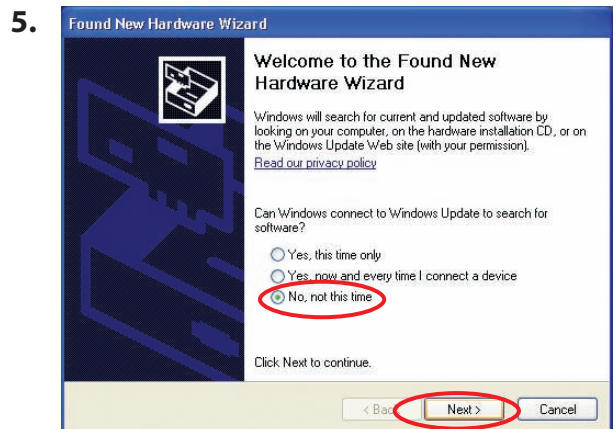 5.
Found New Hardware Wizard
Welcome to the Found New
Hardware Wizard
Windows will search for current and updated software by
looking on your computer, on the hardware installation CD, or on
the Windows Update Web site (with your permission).
Read our privacy policy
Can Windows connect to Windows Update to search for
software?
Yes, this time only
Yes, now and every time I connect a device
No, not this time
Click Next to continue.
< Back Next > Cancel